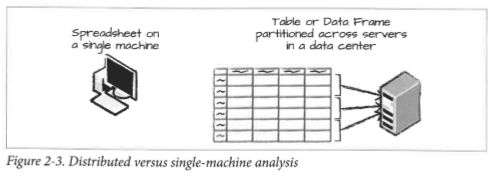 Spreadsheet on
a single machine
Table or Data Frame
partitioned across servers
in a data center
Figure 2-3. Distributed versus single-machine analysis